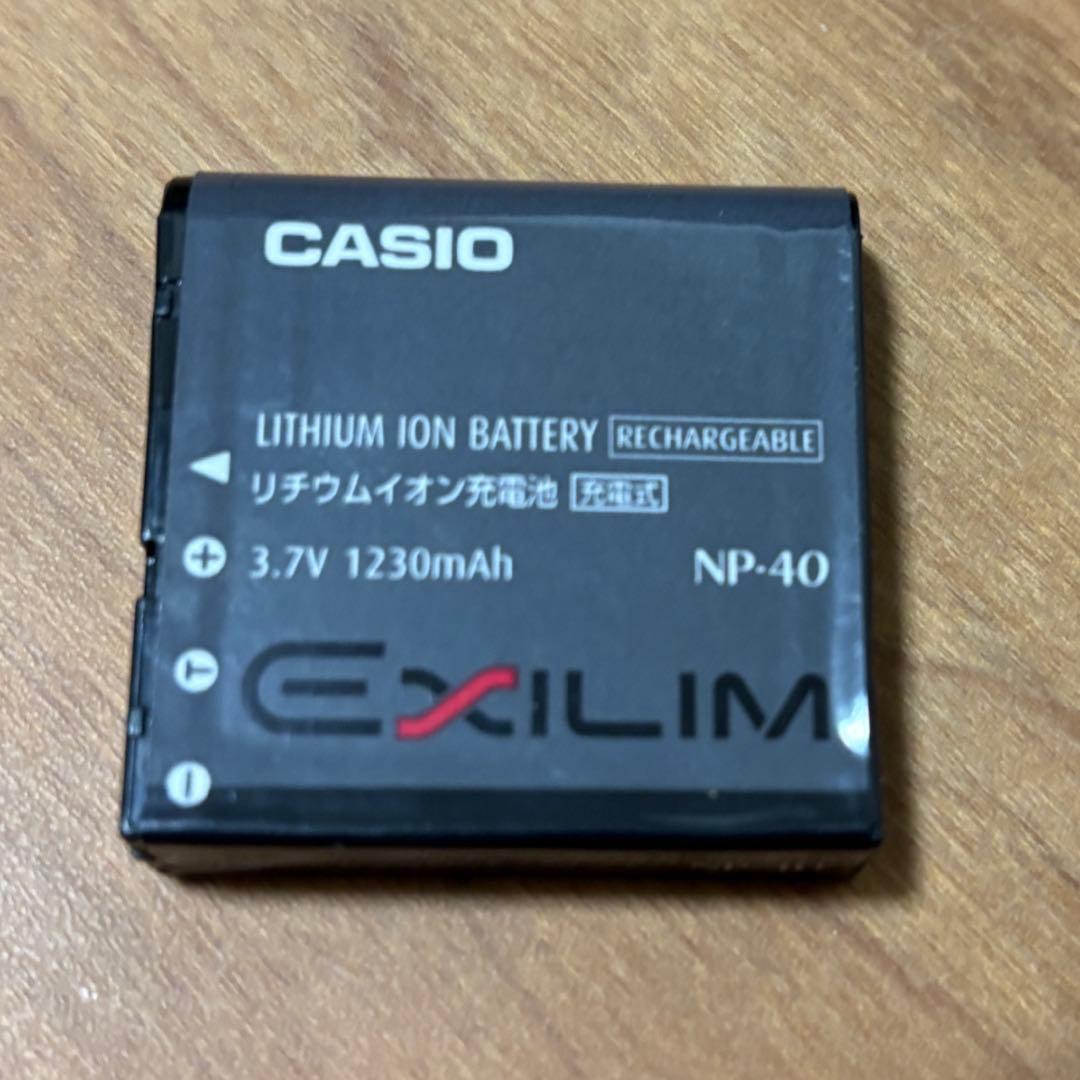 CASIO
LITHIUM ION BATTERY RECHARGEABLE
リチウムイオン充電池 充電式
+ 3.7V 1230mAh NP-40
T
EXILIM
-